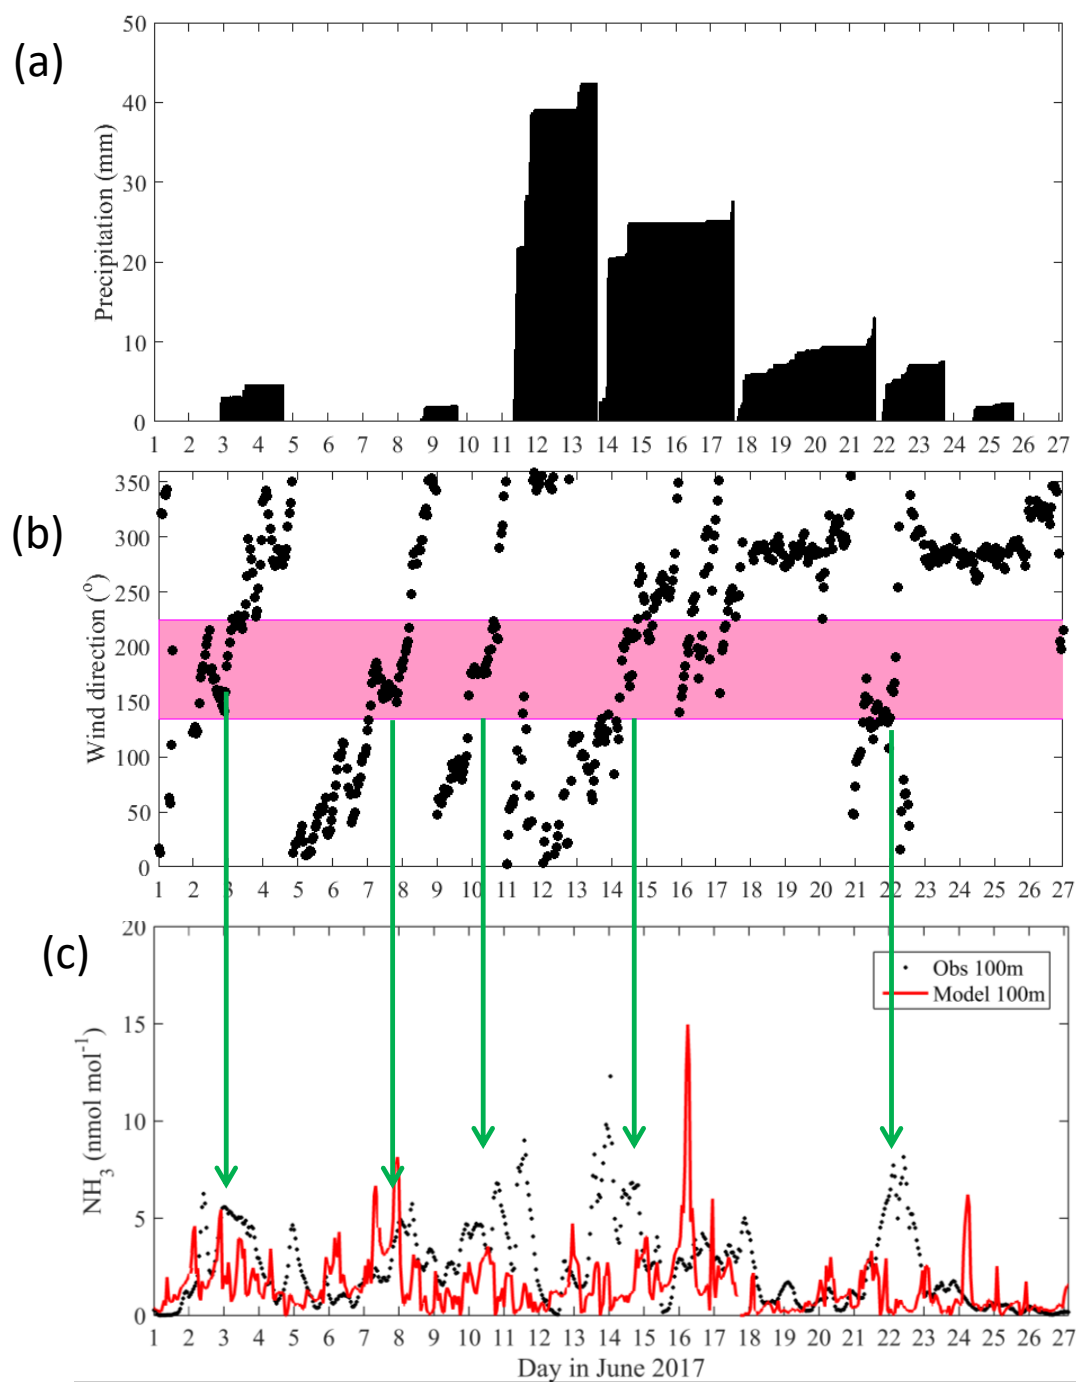 (a)
Precipitation (mm)
50
40
30
20
10
0
1 2 3 4 5 6 7 8 9 10 11 12 13 14 15 16 17 18 19 20 21 22 23 24 25 26 27
(b)
Wind direction (°)
350
300
250
200
150
100
50
0
1 2 3 4 5 6 7 8 9 10 11 12 13 14 15 16 17 18 19 20 21 22 23 24 25 26 27
(c)
NH3 (nmol mol-1)
20
15
10
5
0
Obs 100m
Model 100m
1 2 3 4 5 6 7 8 9 10 11 12 13 14 15 16 17 18 19 20 21 22 23 24 25 26 27
Day in June 2017